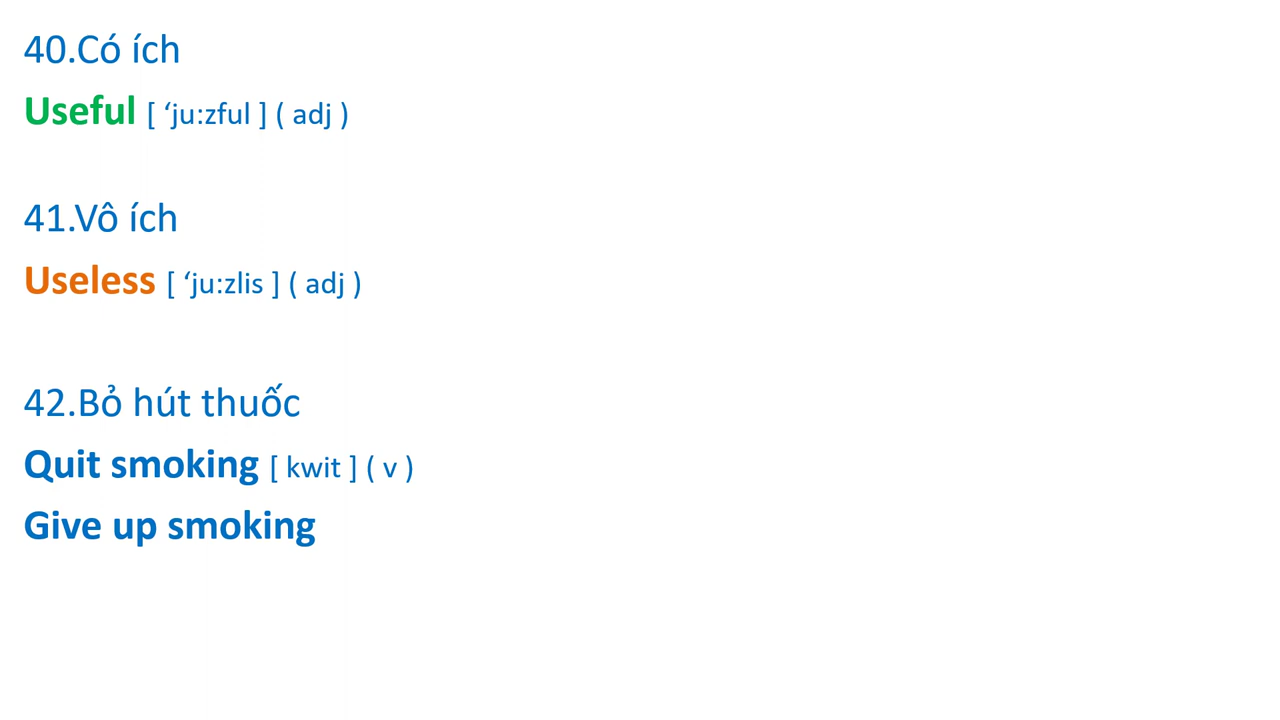 40.Có ích
Useful [ ‘ju:zful ] ( adj )
41.Vô ích
Useless [ ‘ju:zlis ] ( adj )
42.Bỏ hút thuốc
Quit smoking [ kwit ] ( v )
Give up smoking